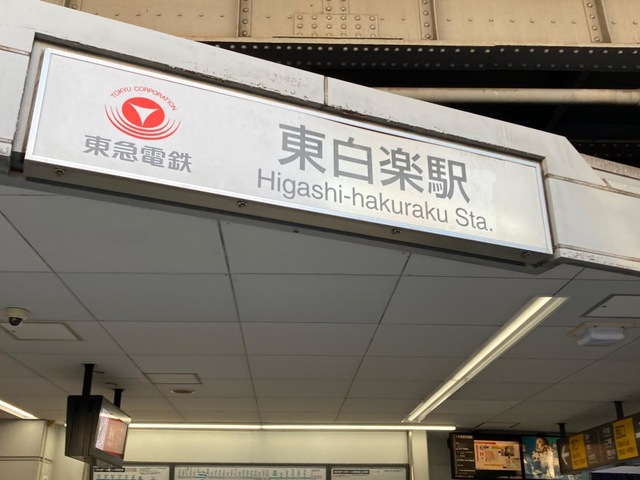 TOKYU CORPORATION
東急電鉄
東白楽駅
Higashi-hakuraku Sta.